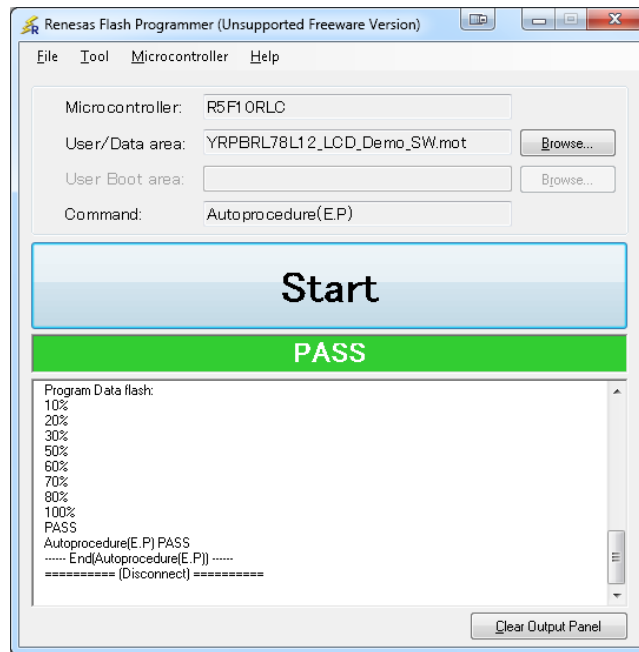 Renesas Flash Programmer (Unsupported Freeware Version)
File Tool Microcontroller Help
Microcontroller: R5F10RLC
User/Data area: YRPBRL78L12_LCD_Demo_SW.mot Browse...
User Boot area: Browse...
Command: Autoprocedure(E.P)
Start
PASS
Program Data flash:
10%
20%
30%
50%
60%
70%
80%
100%
PASS
Autoprocedure(E.P) PASS
------ End(Autoprocedure(E.P)) ------
========== (Disconnect) ==========
Clear Output Panel